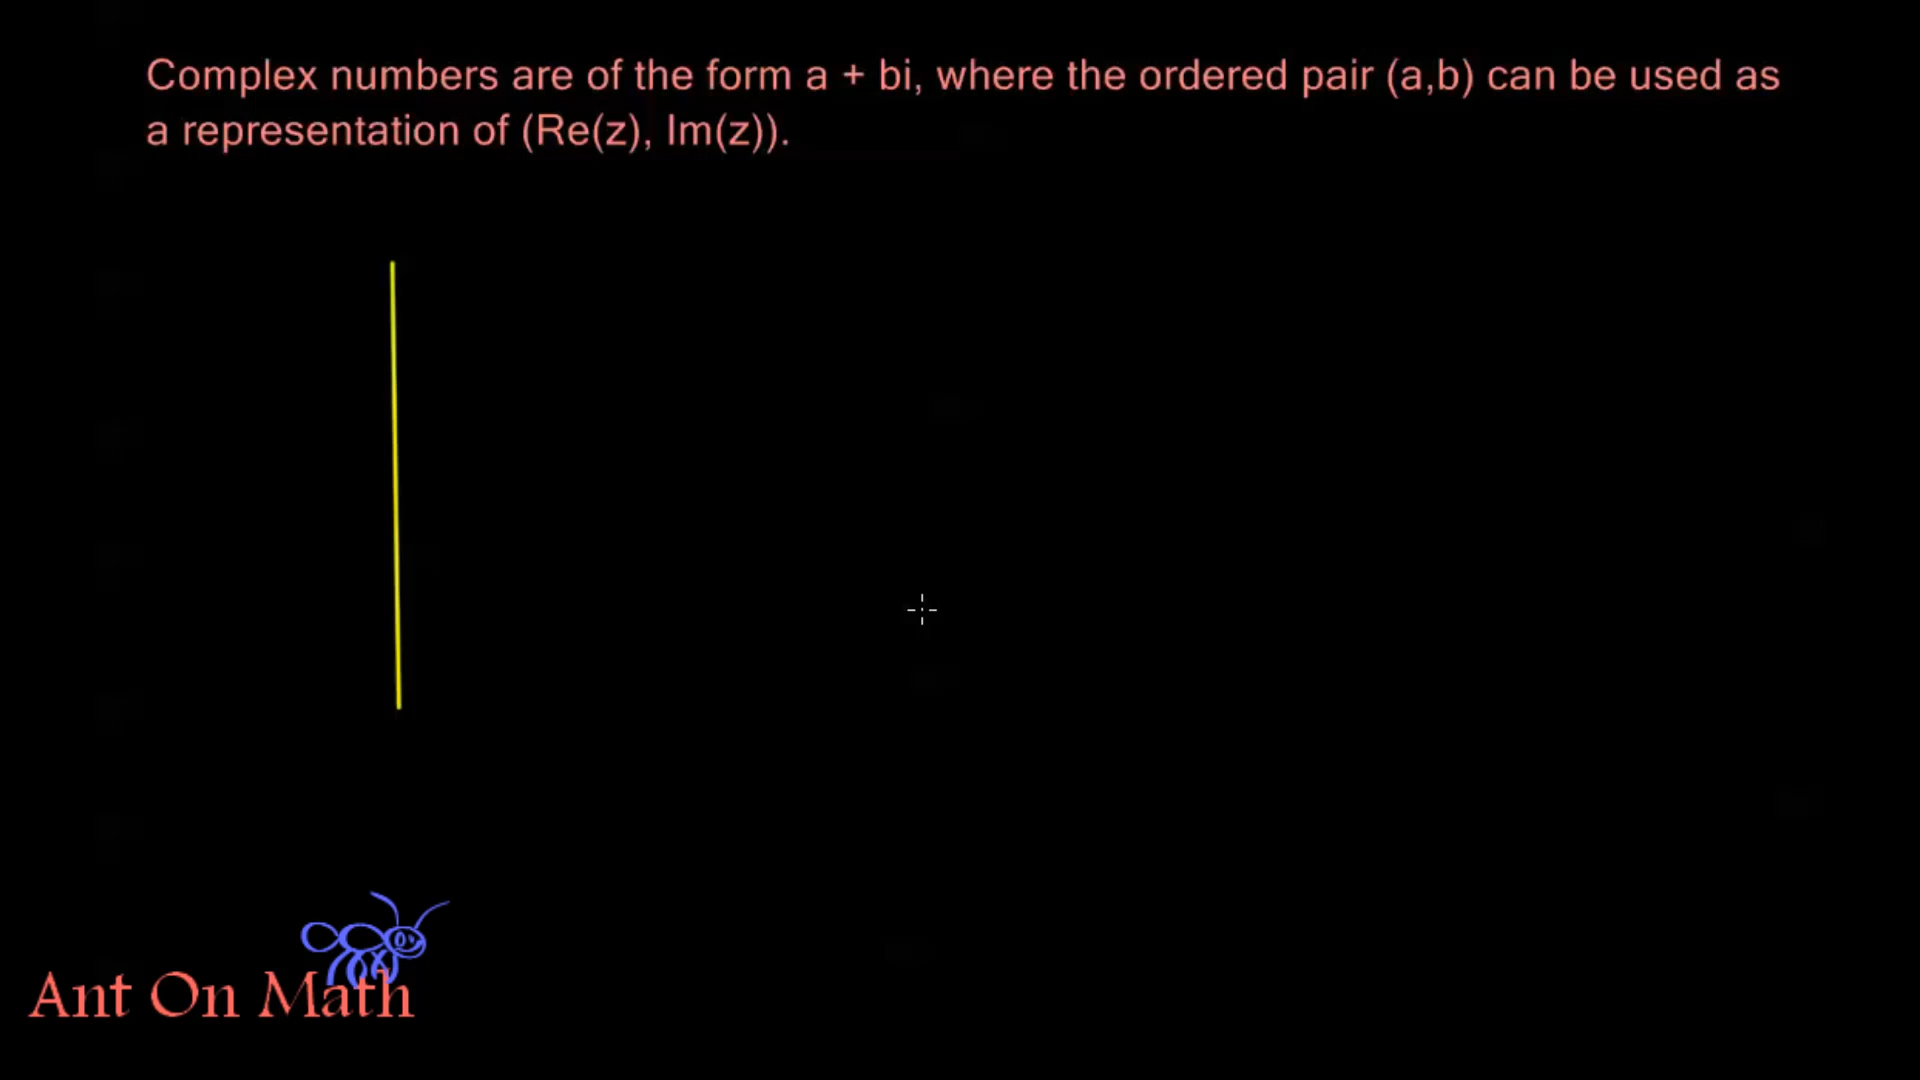 Complex numbers are of the form a + bi, where the ordered pair (a,b) can be used as
a representation of (Re(z), Im(z)).
Ant On Math